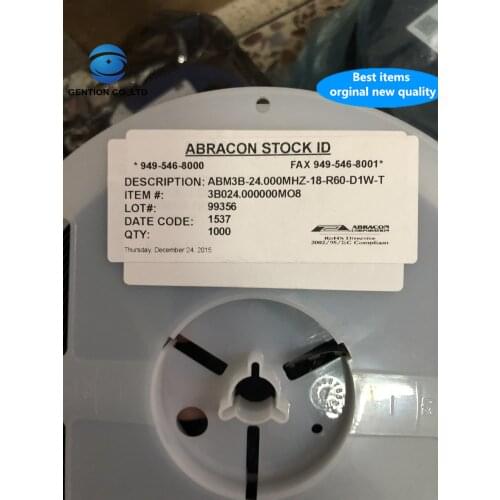 GENTION CO.,LTD
Best items
orginal new quality
ABRACON STOCK ID
* 949-546-8000 FAX 949-546-8001*
DESCRIPTION: ABM3B-24.000MHZ-18-R60-D1W-T
ITEM #: 3B024.000000MO8
LOT#: 99356
DATE CODE: 1537
QTY: 1000
ABRACON
CORPORATION
RoHS Directive
2002/95/EC Compliant
Thursday, December 24, 2015